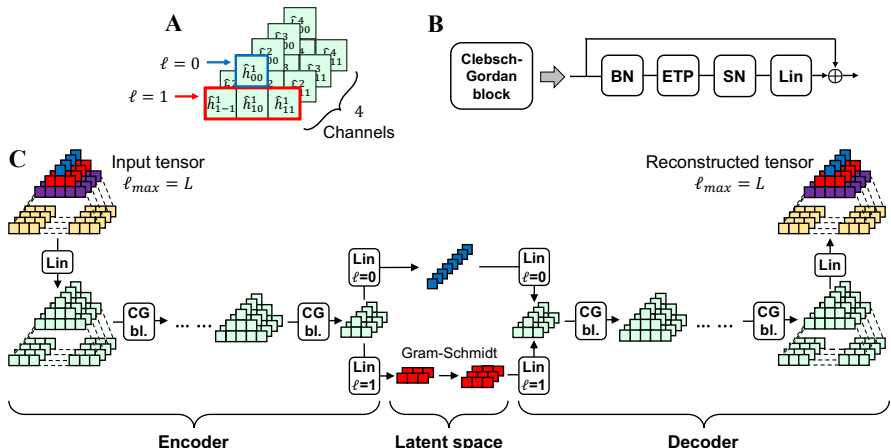 A
ℓ = 0
ℓ = 1
ĥ¹₀₀
ĥ¹₁₋₁ ĥ¹₁₀ ĥ¹₁₁
4
Channels
B
Clebsch-
Gordan
block
BN ETP SN Lin
C
Input tensor
ℓmax = L
Lin
CG
bl.
... ...
CG
bl.
Lin
ℓ=0
Lin
ℓ=1
Gram-Schmidt
Lin
ℓ=0
Lin
ℓ=1
CG
bl.
... ...
CG
bl.
Lin
Reconstructed tensor
ℓmax = L
Encoder Latent space Decoder